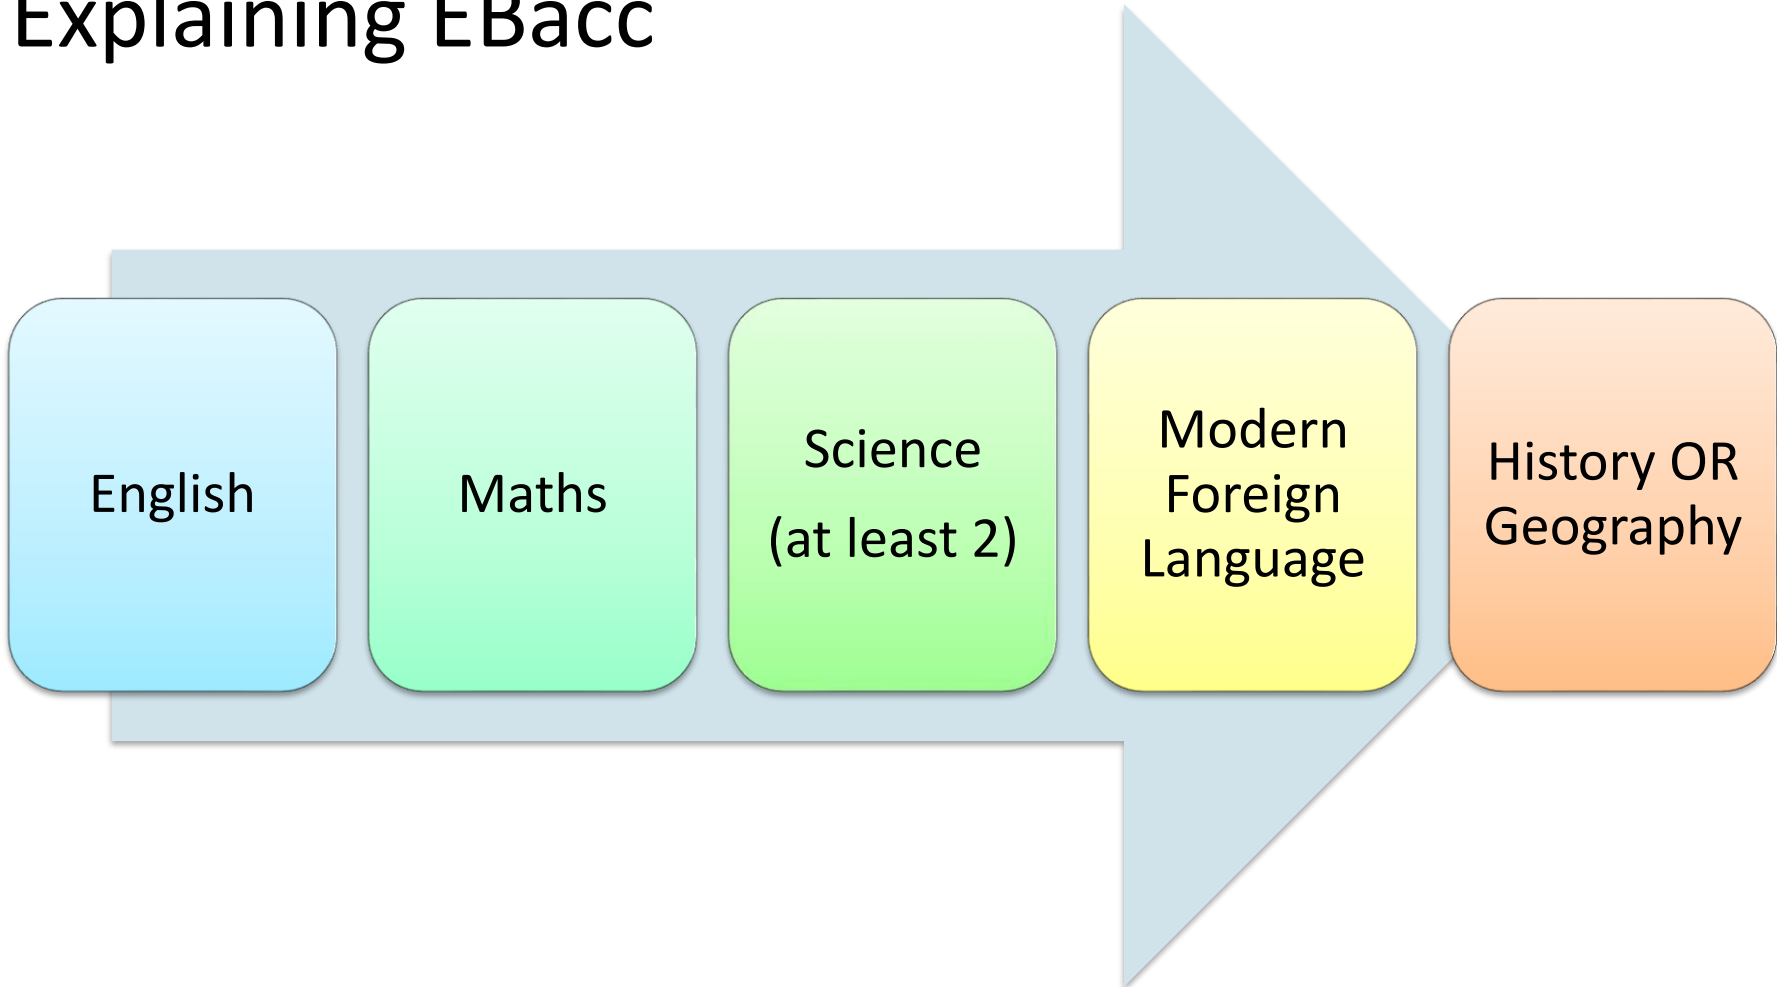 Explaining EBacc
English
Maths
Science
(at least 2)
Modern
Foreign
Language
History OR
Geography